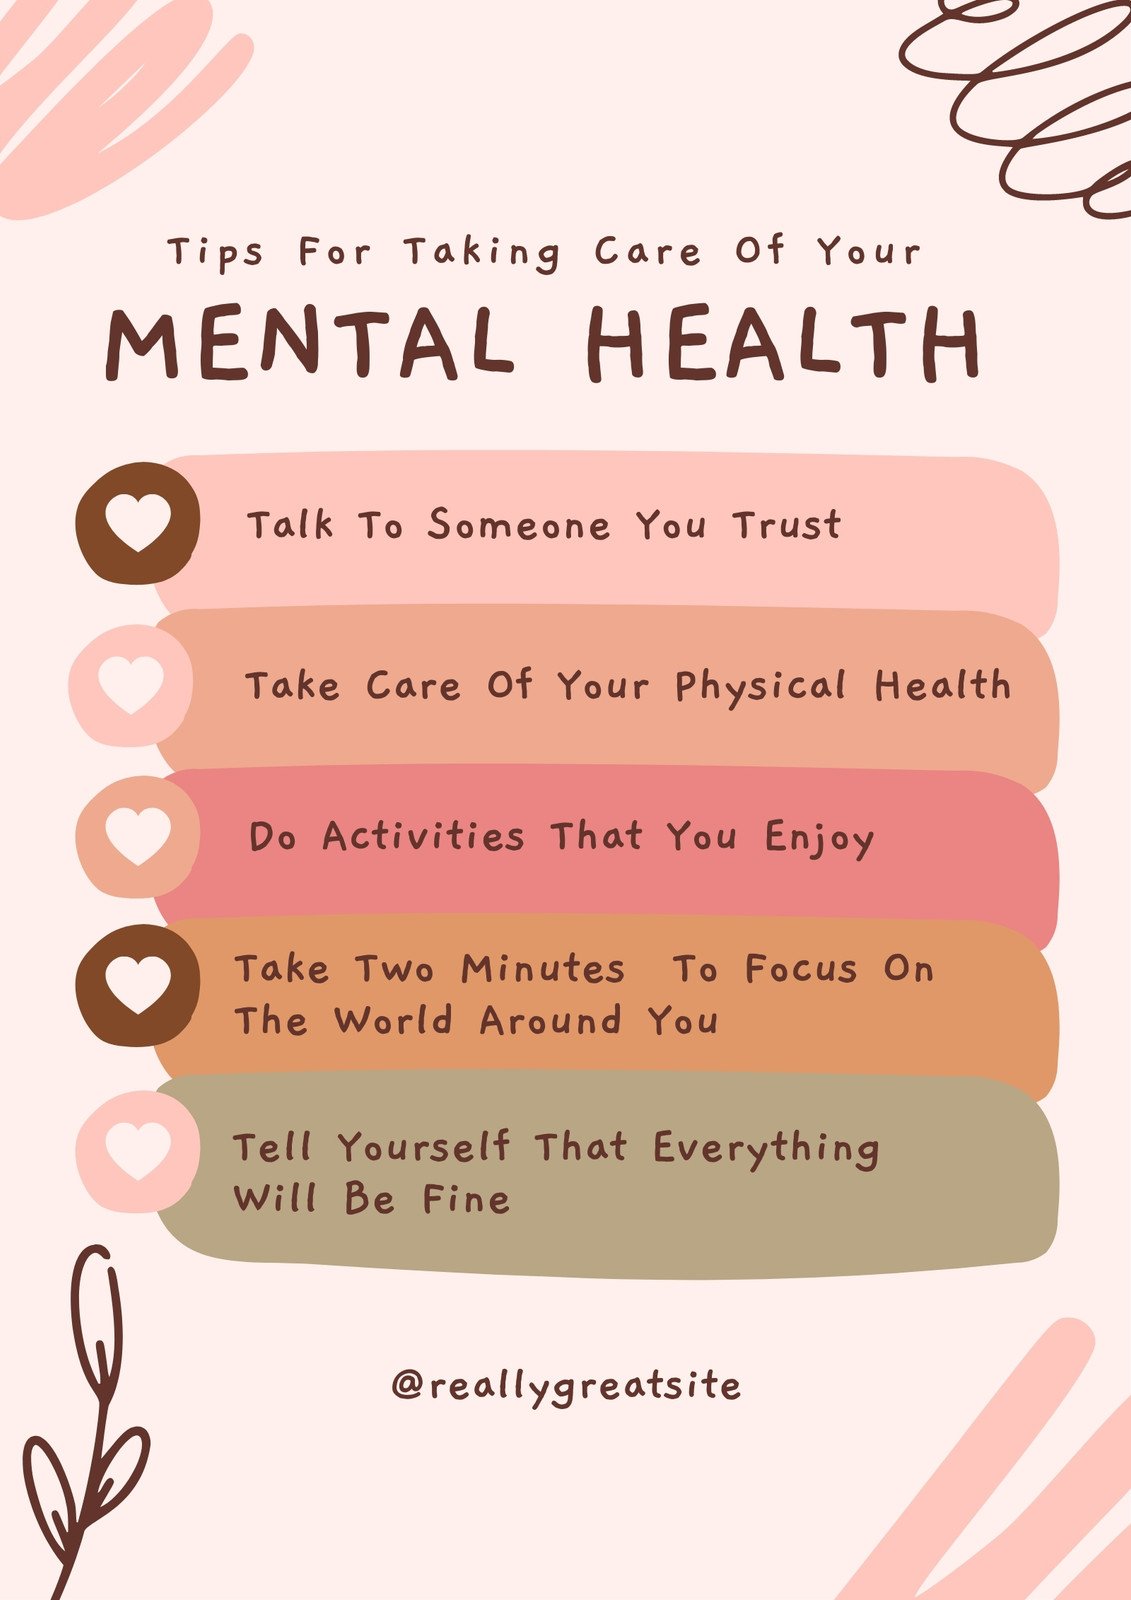 Tips For Taking Care Of Your
MENTAL HEALTH
Talk To Someone You Trust
Take Care Of Your Physical Health
Do Activities That You Enjoy
Take Two Minutes To Focus On
The World Around You
Tell Yourself That Everything
Will Be Fine
@reallygreatsite